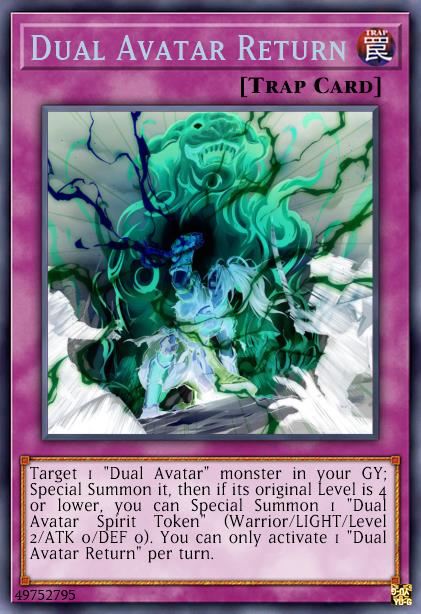 Dual Avatar Return
TRAP
罠
[Trap Card]
Target 1 "Dual Avatar" monster in your GY;
Special Summon it, then if its original Level is 4
or lower, you can Special Summon 1 "Dual
Avatar Spirit Token" (Warrior/LIGHT/Level
2/ATK 0/DEF 0). You can only activate 1 "Dual
Avatar Return" per turn.
49752795